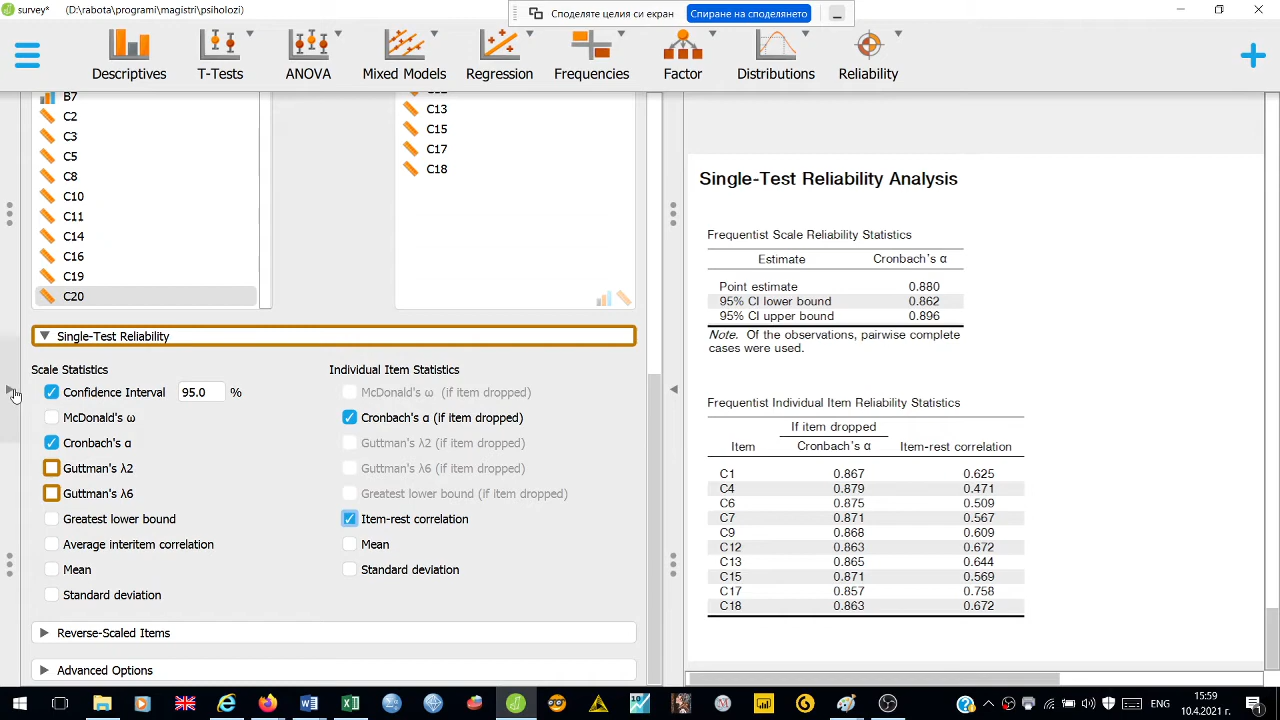 survey* (D:\rabota\programi\magistri\psiholozi)
Споделяте целия си екран
Спиране на споделянето
Descriptives
T-Tests
ANOVA
Mixed Models
Regression
Frequencies
Factor
Distributions
Reliability
B7
C2
C3
C5
C8
C10
C11
C14
C16
C19
C20
C13
C15
C17
C18
Single-Test Reliability
Scale Statistics
Confidence Interval 95.0 %
McDonald's ω
Cronbach's α
Guttman's λ2
Guttman's λ6
Greatest lower bound
Average interitem correlation
Mean
Standard deviation
Individual Item Statistics
McDonald's ω (if item dropped)
Cronbach's α (if item dropped)
Guttman's λ2 (if item dropped)
Guttman's λ6 (if item dropped)
Greatest lower bound (if item dropped)
Item-rest correlation
Mean
Standard deviation
Reverse-Scaled Items
Advanced Options
Single-Test Reliability Analysis
Frequentist Scale Reliability Statistics
Estimate Cronbach's α
Point estimate 0.880
95% CI lower bound 0.862
95% CI upper bound 0.896
Note. Of the observations, pairwise complete
cases were used.
Frequentist Individual Item Reliability Statistics
If item dropped
Item Cronbach's α Item-rest correlation
C1 0.867 0.625
C4 0.879 0.471
C6 0.875 0.509
C7 0.871 0.567
C9 0.868 0.609
C12 0.863 0.672
C13 0.865 0.644
C15 0.871 0.569
C17 0.857 0.758
C18 0.863 0.672
ENG
15:59
10.4.2021 г.